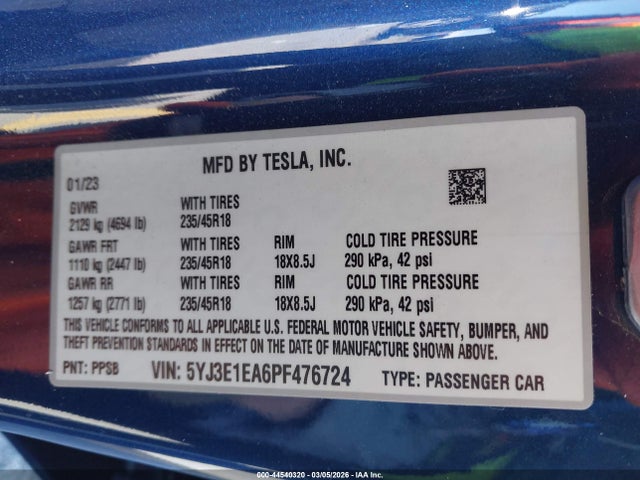 MFD BY TESLA, INC.
01/23
GVWR WITH TIRES
2129 kg (4694 lb) 235/45R18
GAWR FRT WITH TIRES RIM COLD TIRE PRESSURE
1110 kg (2447 lb) 235/45R18 18X8.5J 290 kPa, 42 psi
GAWR RR WITH TIRES RIM COLD TIRE PRESSURE
1257 kg (2771 lb) 235/45R18 18X8.5J 290 kPa, 42 psi
THIS VEHICLE CONFORMS TO ALL APPLICABLE U.S. FEDERAL MOTOR VEHICLE SAFETY, BUMPER, AND
THEFT PREVENTION STANDARDS IN EFFECT ON THE DATE OF MANUFACTURE SHOWN ABOVE.
PNT: PPSB VIN: 5YJ3E1EA6PF476724 TYPE: PASSENGER CAR
000-44540320 - 03/05/2026 - IAA Inc.